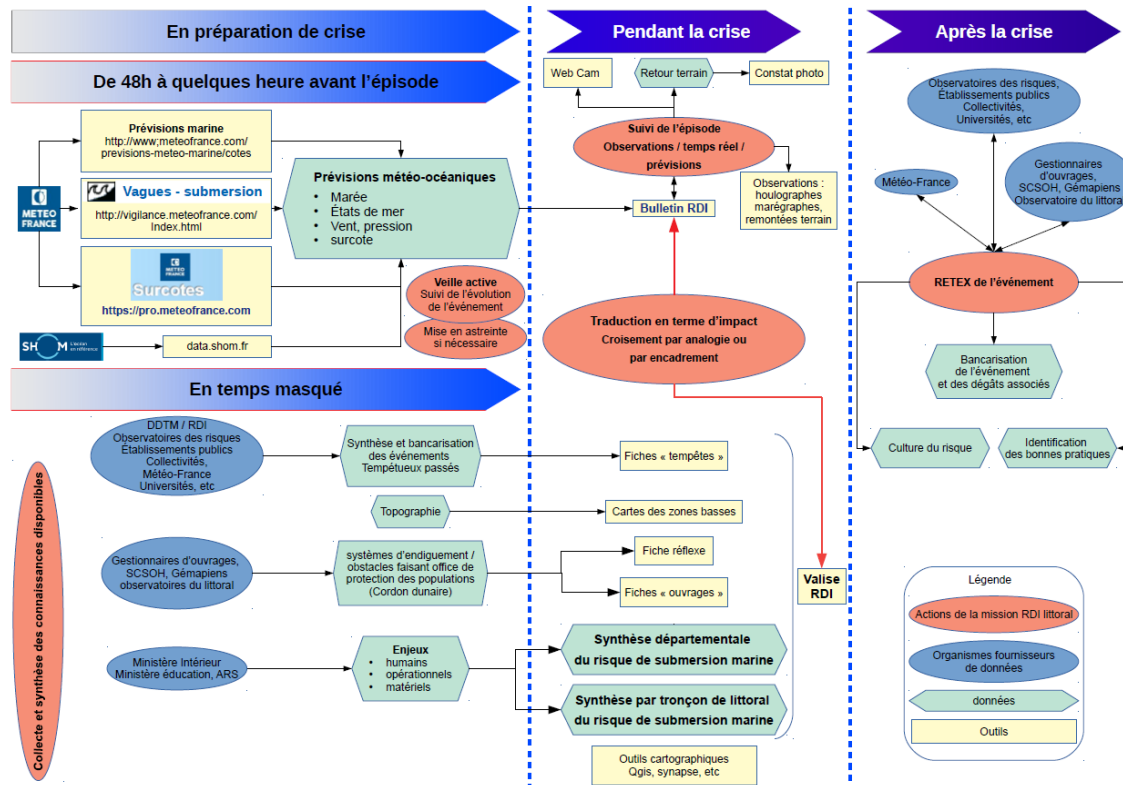 En préparation de crise
Pendant la crise
Après la crise
De 48h à quelques heure avant l'épisode
Prévisions marine
http://www;meteofrance.com/
previsions-meteo-marine/cotes
METEO
FRANCE
Vagues - submersion
http://vigilance.meteofrance.com/
Index.html
METEO
FRANCE
Surcotes
https://pro.meteofrance.com
SHOM
L'océan
en référence
data.shom.fr
Prévisions météo-océaniques
• Marée
• États de mer
• Vent, pression
• surcote
Veille active
Suivi de l'évolution
de l'événement
Mise en astreinte
si nécessaire
Web Cam
Retour terrain
Constat photo
Suivi de l'épisode
Observations / temps réel /
prévisions
Bulletin RDI
Observations :
houlographes
marégraphes,
remontées terrain
Traduction en terme d'impact
Croisement par analogie ou
par encadrement
Observatoires des risques,
Établissements publics
Collectivités,
Universités, etc
Météo-France
Gestionnaires
d'ouvrages,
SCSOH, Gémapiens
Observatoire du littoral
RETEX de l'événement
Bancarisation
de l'événement
et des dégâts associés
Culture du risque
Identification
des bonnes pratiques
En temps masqué
Collecte et synthèse des connaissances disponibles
DDTM / RDI
Observatoires des risques
Établissements publics
Collectivités,
Météo-France
Universités, etc
Synthèse et bancarisation
des événements
Tempétueux passés
Fiches « tempêtes »
Topographie
Cartes des zones basses
Gestionnaires d'ouvrages,
SCSOH, Gémapiens
observatoires du littoral
systèmes d'endiguement /
obstacles faisant office de
protection des populations
(Cordon dunaire)
Fiche réflexe
Fiches « ouvrages »
Valise
RDI
Ministère Intérieur
Ministère éducation, ARS
Enjeux
• humains
• opérationnels
• matériels
Synthèse départementale
du risque de submersion marine
Synthèse par tronçon de littoral
du risque de submersion marine
Outils cartographiques
Qgis, synapse, etc
Légende
Actions de la mission RDI littoral
Organismes fournisseurs
de données
données
Outils